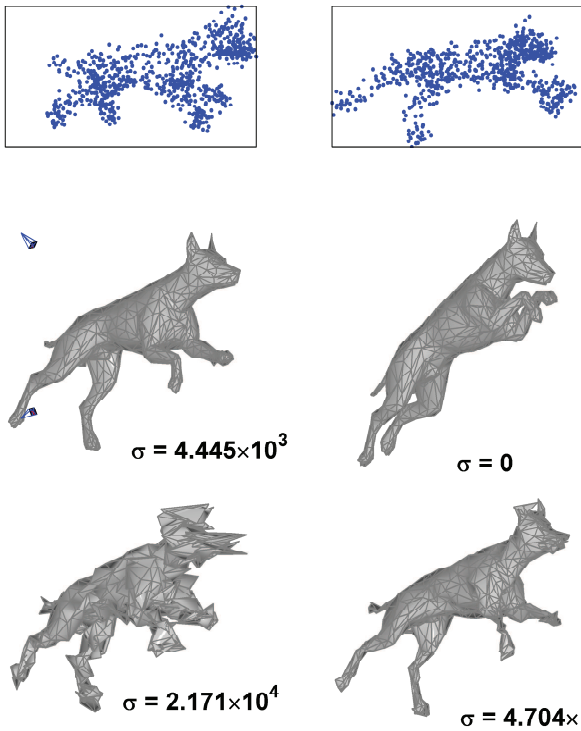 σ = 4.445×10³
σ = 0
σ = 2.171×10⁴
σ = 4.704×